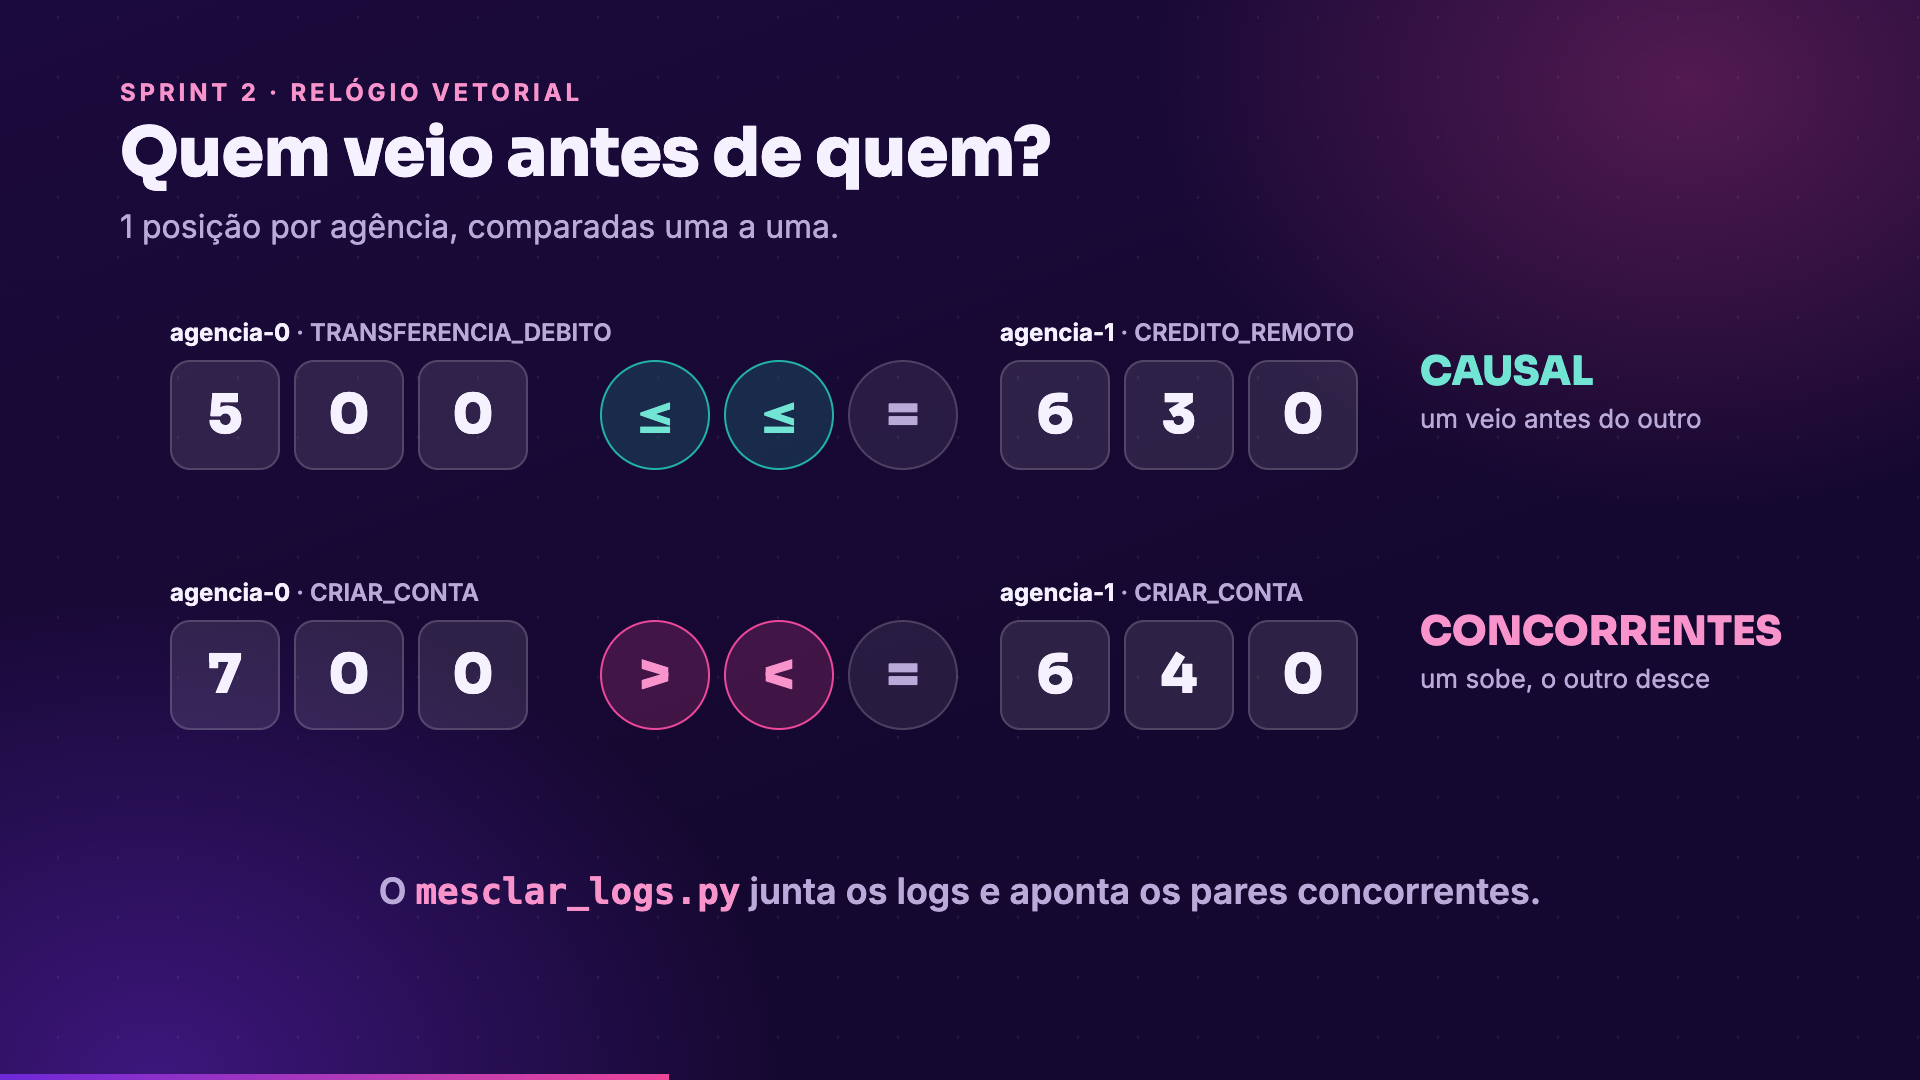 SPRINT 2 · RELÓGIO VETORIAL
Quem veio antes de quem?
1 posição por agência, comparadas uma a uma.
agencia-0 · TRANSFERENCIA_DEBITO
5 0 0
≤ ≤ =
agencia-1 · CREDITO_REMOTO
6 3 0
CAUSAL
um veio antes do outro
agencia-0 · CRIAR_CONTA
7 0 0
> < =
agencia-1 · CRIAR_CONTA
6 4 0
CONCORRENTES
um sobe, o outro desce
O mesclar_logs.py junta os logs e aponta os pares concorrentes.